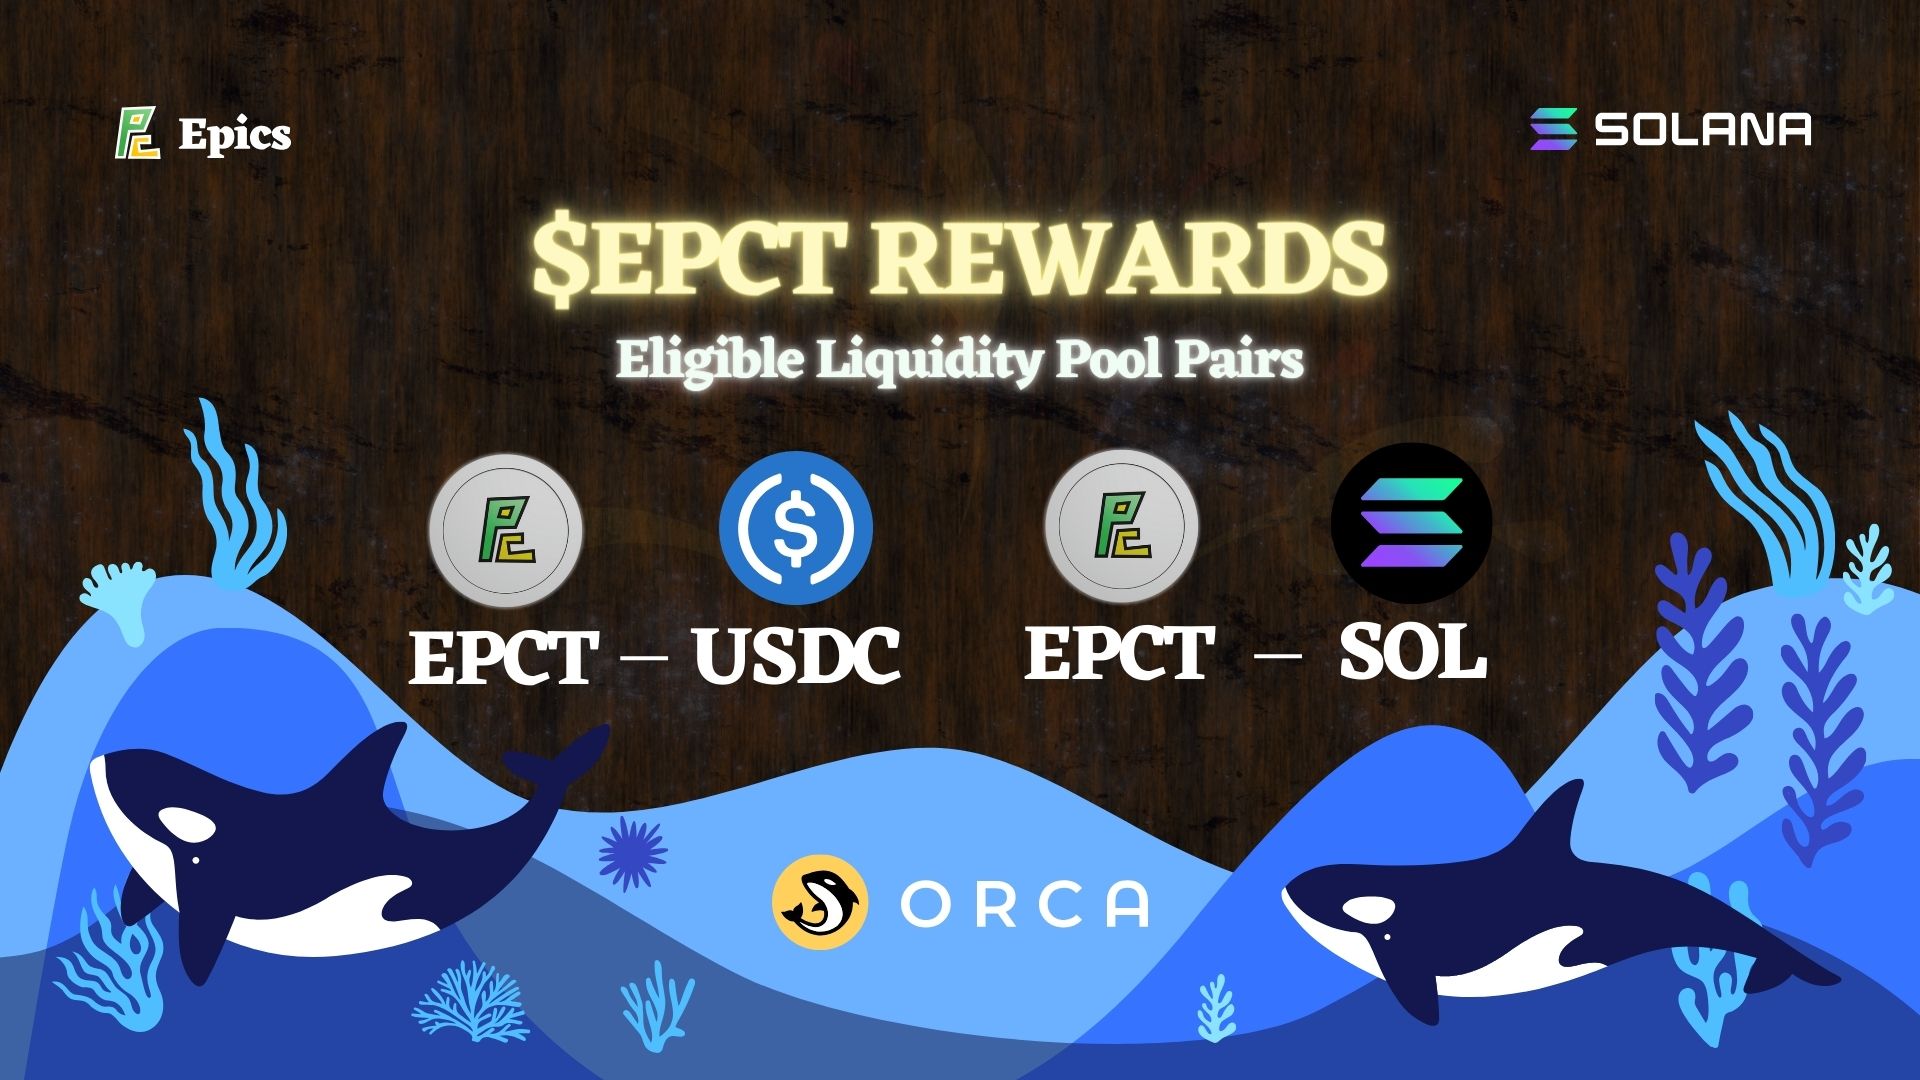 Epics
SOLANA
$EPCT REWARDS
Eligible Liquidity Pool Pairs
EPCT — USDC
EPCT — SOL
ORCA